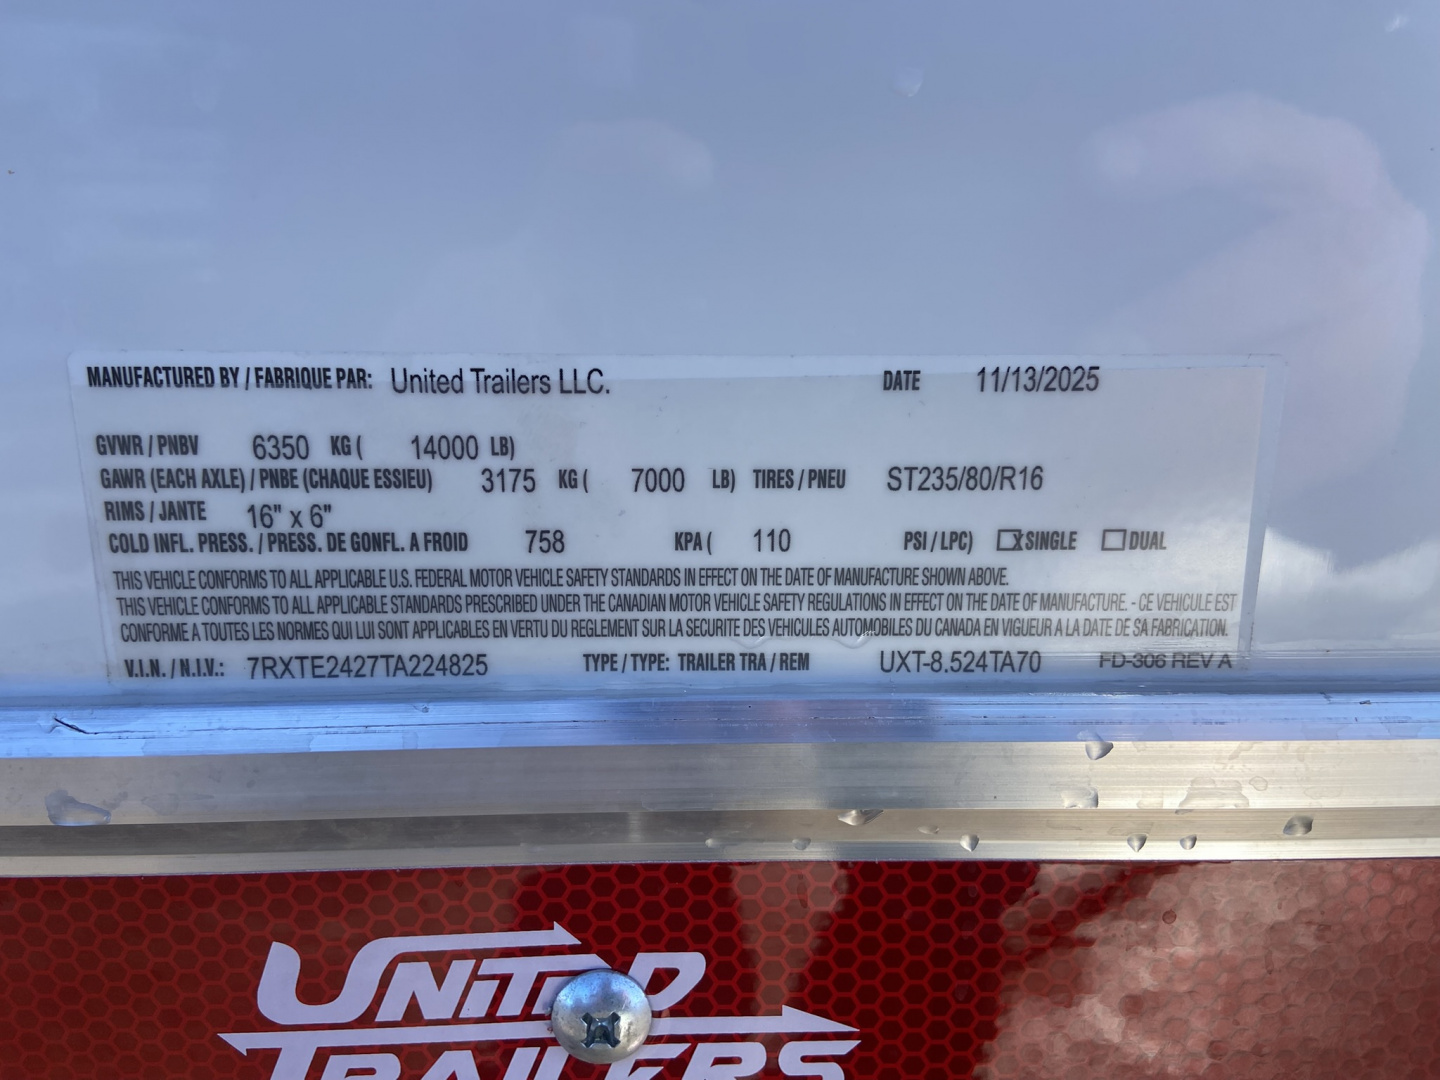 MANUFACTURED BY / FABRIQUE PAR: United Trailers LLC. DATE 11/13/2025
GVWR / PNBV 6350 KG ( 14000 LB)
GAWR (EACH AXLE) / PNBE (CHAQUE ESSIEU) 3175 KG ( 7000 LB) TIRES / PNEU ST235/80/R16
RIMS / JANTE 16" x 6"
COLD INFL. PRESS. / PRESS. DE GONFL. A FROID 758 KPA ( 110 PSI / LPC) X SINGLE DUAL
THIS VEHICLE CONFORMS TO ALL APPLICABLE U.S. FEDERAL MOTOR VEHICLE SAFETY STANDARDS IN EFFECT ON THE DATE OF MANUFACTURE SHOWN ABOVE.
THIS VEHICLE CONFORMS TO ALL APPLICABLE STANDARDS PRESCRIBED UNDER THE CANADIAN MOTOR VEHICLE SAFETY REGULATIONS IN EFFECT ON THE DATE OF MANUFACTURE. - CE VEHICULE EST
CONFORME A TOUTES LES NORMES QUI LUI SONT APPLICABLES EN VERTU DU REGLEMENT SUR LA SECURITE DES VEHICULES AUTOMOBILES DU CANADA EN VIGUEUR A LA DATE DE SA FABRICATION.
V.I.N. / N.I.V.: 7RXTE2427TA224825 TYPE / TYPE: TRAILER TRA / REM UXT-8.524TA70 FD-306 REV A
UNITED
TRAILERS